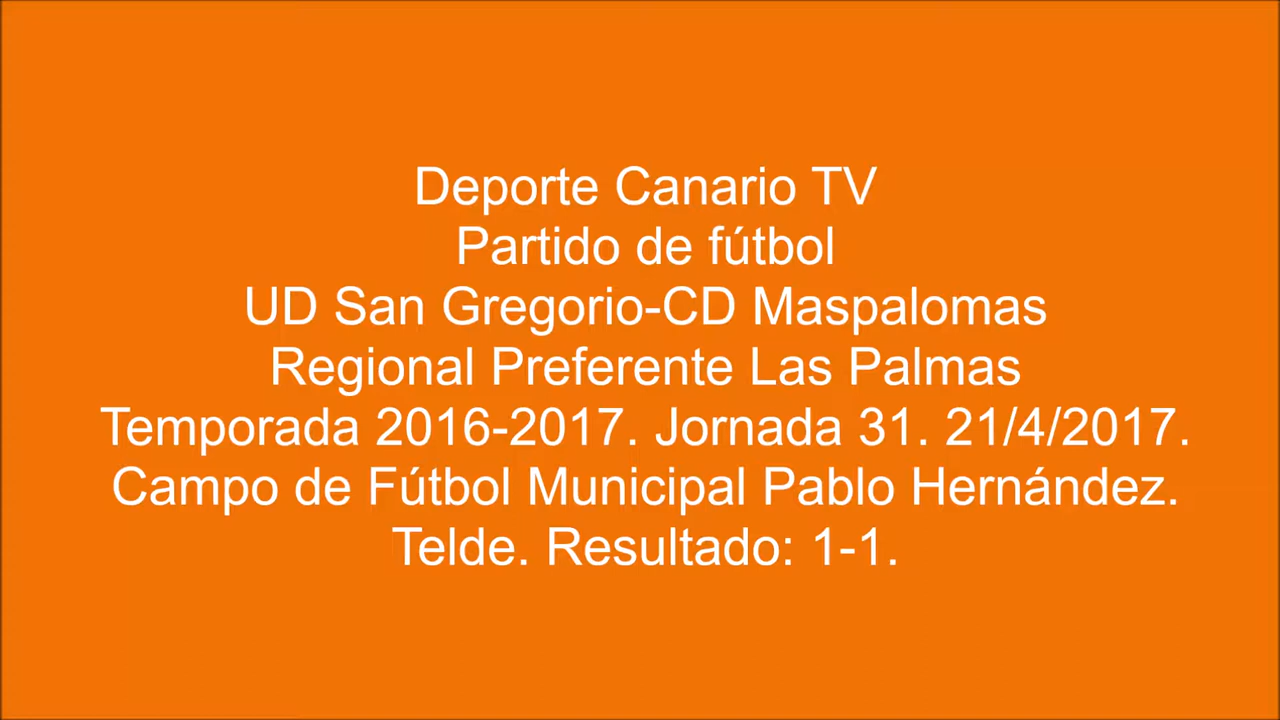 Deporte Canario TV
Partido de fútbol
UD San Gregorio-CD Maspalomas
Regional Preferente Las Palmas
Temporada 2016-2017. Jornada 31. 21/4/2017.
Campo de Fútbol Municipal Pablo Hernández.
Telde. Resultado: 1-1.